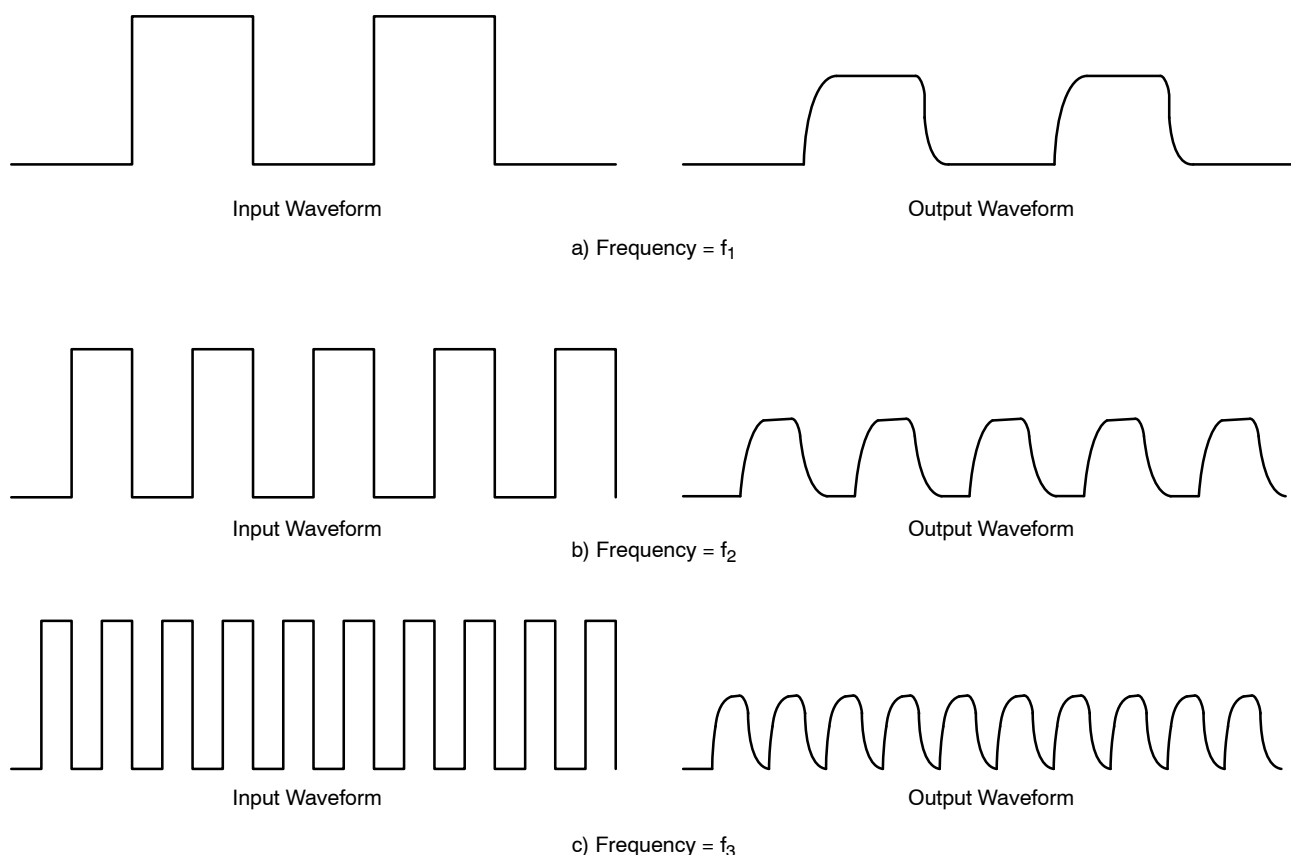 Input Waveform
Output Waveform
a) Frequency = f₁
Input Waveform
Output Waveform
b) Frequency = f₂
Input Waveform
Output Waveform
c) Frequency = f₃